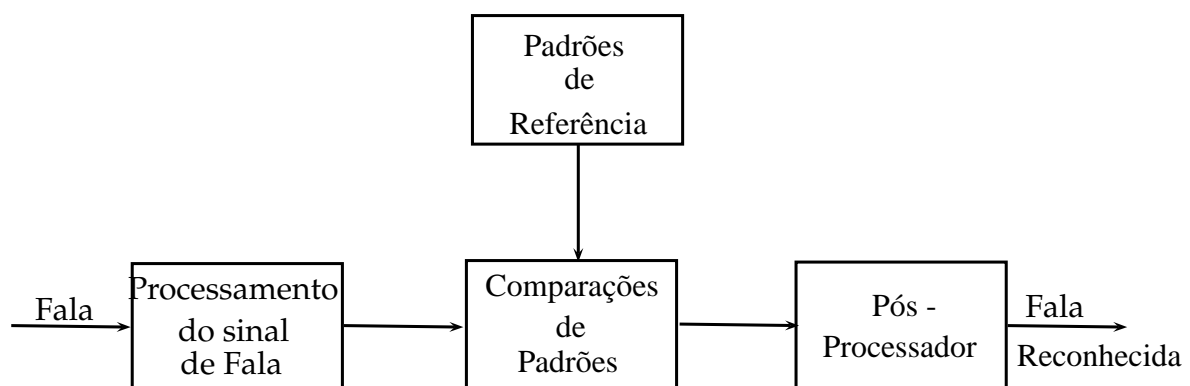 Padrões
de
Referência
Fala
Processamento
do sinal
de Fala
Comparações
de
Padrões
Pós -
Processador
Fala
Reconhecida